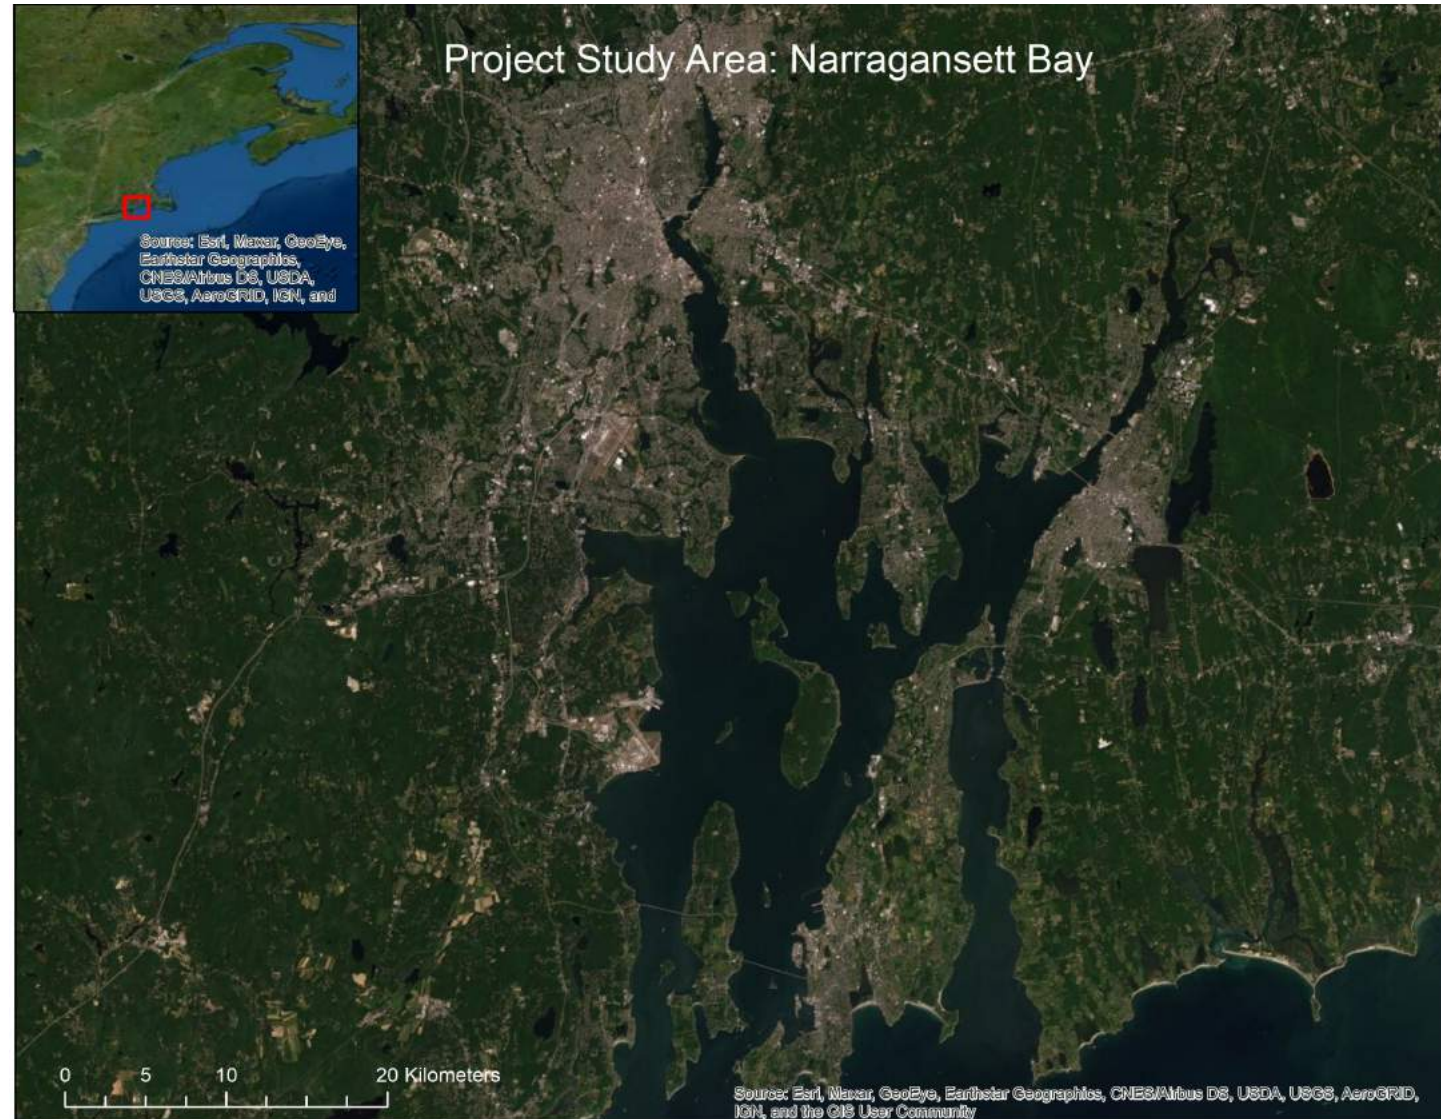 Project Study Area: Narragansett Bay
Source: Esri, Maxar, GeoEye,
Earthstar Geographics,
CNES/Airbus DS, USDA,
USGS, AeroGRID, IGN, and
0 5 10 20 Kilometers
Source: Esri, Maxar, GeoEye, Earthstar Geographics, CNES/Airbus DS, USDA, USGS, AeroGRID,
IGN, and the GIS User Community